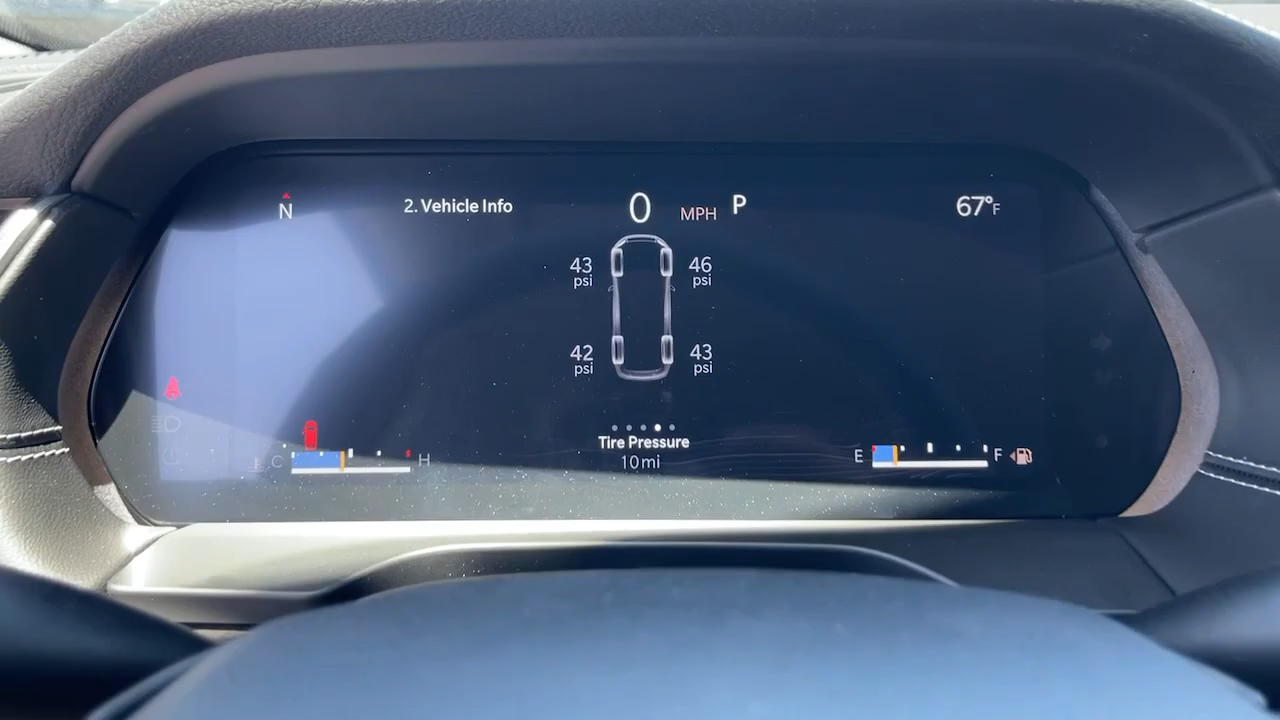 N
2. Vehicle Info
0 MPH P
67°F
43 psi
46 psi
42 psi
43 psi
Tire Pressure
10mi
C H
E F